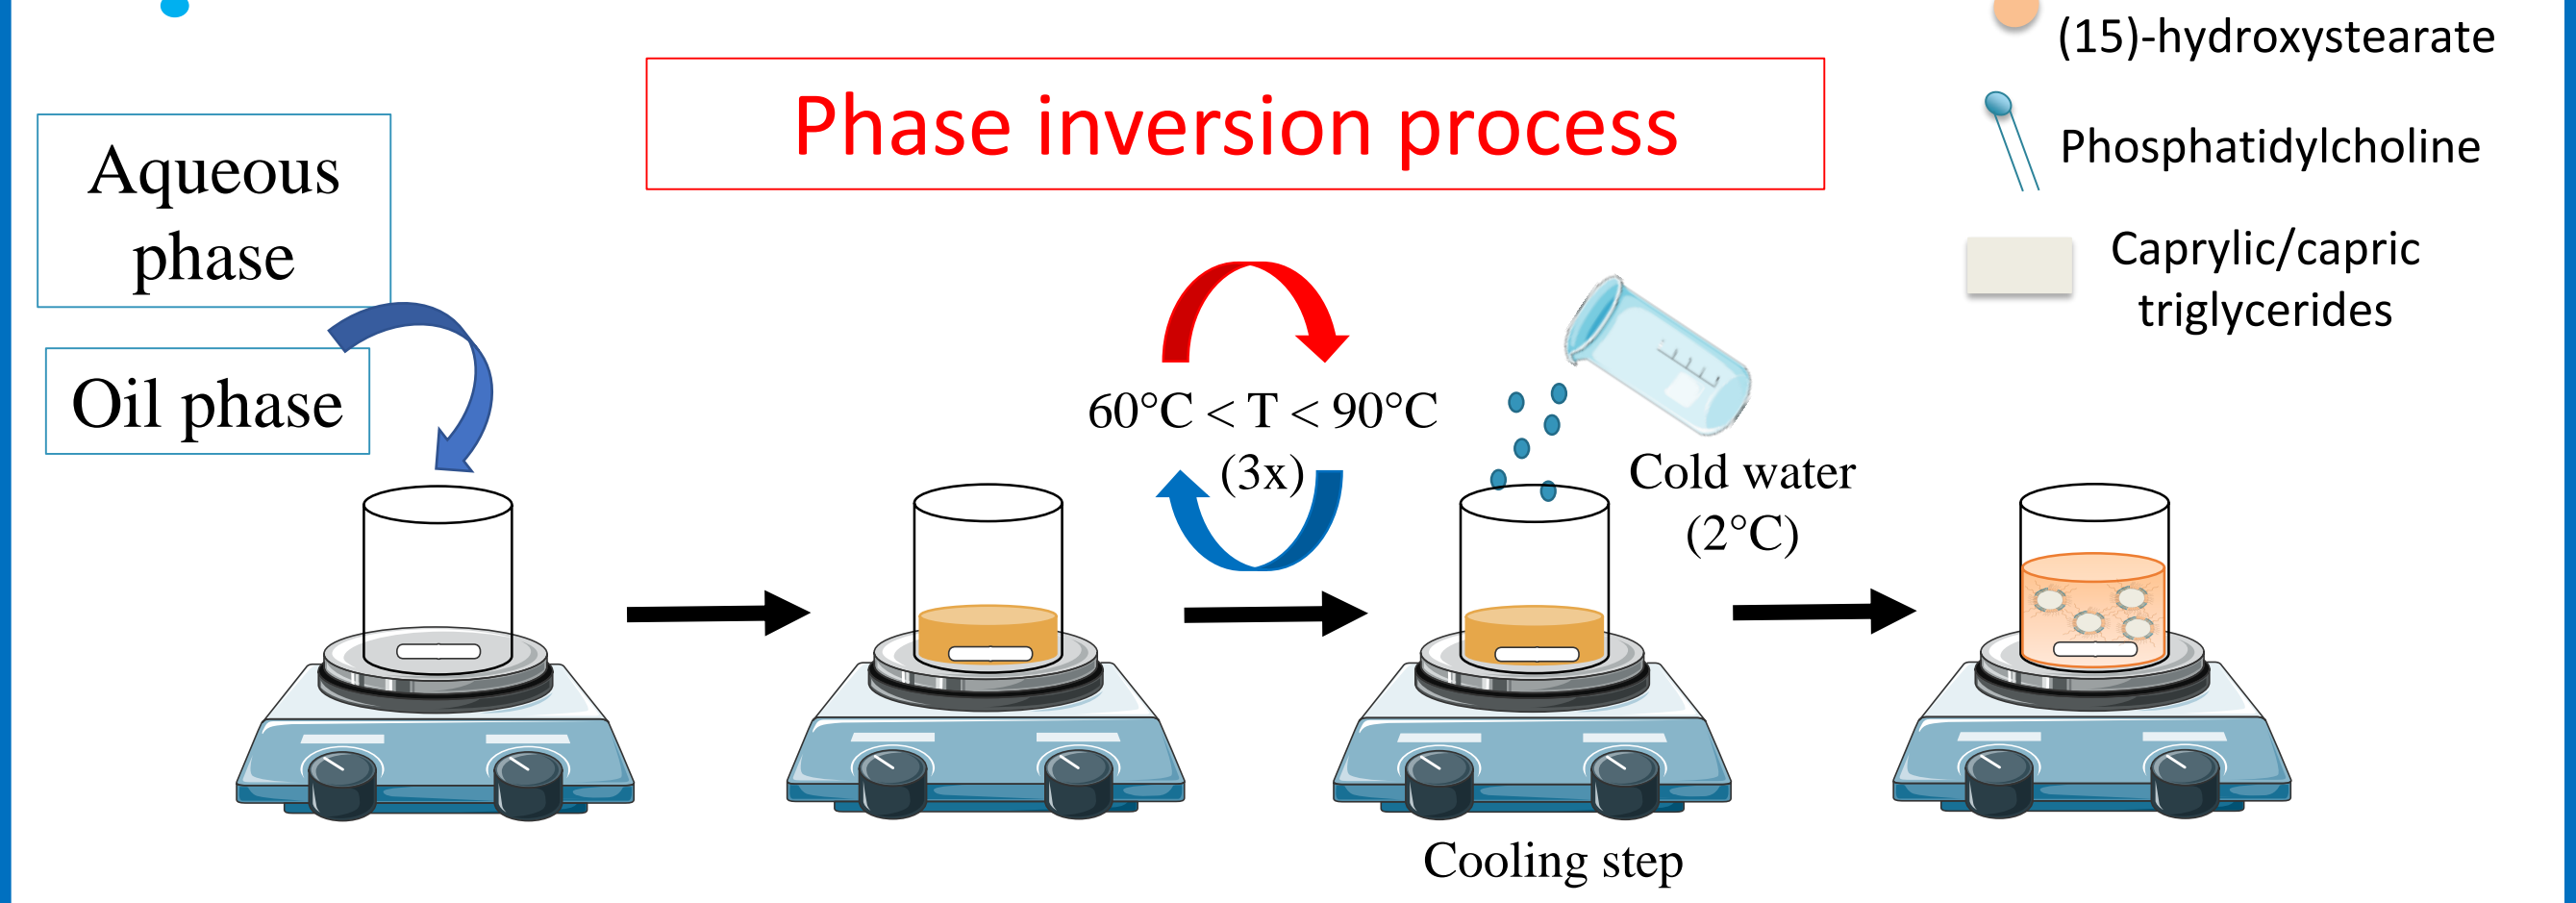 Phase inversion process
Aqueous
phase
Oil phase
60°C < T < 90°C
(3x)
Cold water
(2°C)
Cooling step
(15)-hydroxystearate
Phosphatidylcholine
Caprylic/capric
triglycerides